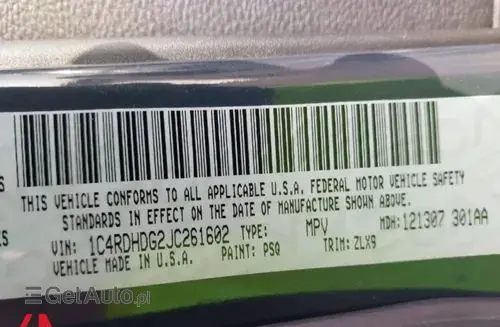 THIS VEHICLE CONFORMS TO ALL APPLICABLE U.S.A. FEDERAL MOTOR VEHICLE SAFETY
STANDARDS IN EFFECT ON THE DATE OF MANUFACTURE SHOWN ABOVE.
VIN: 1C4RDHDG2JC261602 TYPE: MPV MDH: 121307 301AA
VEHICLE MADE IN U.S.A. PAINT: PSQ TRIM: ZLX9
GetAuto.pl